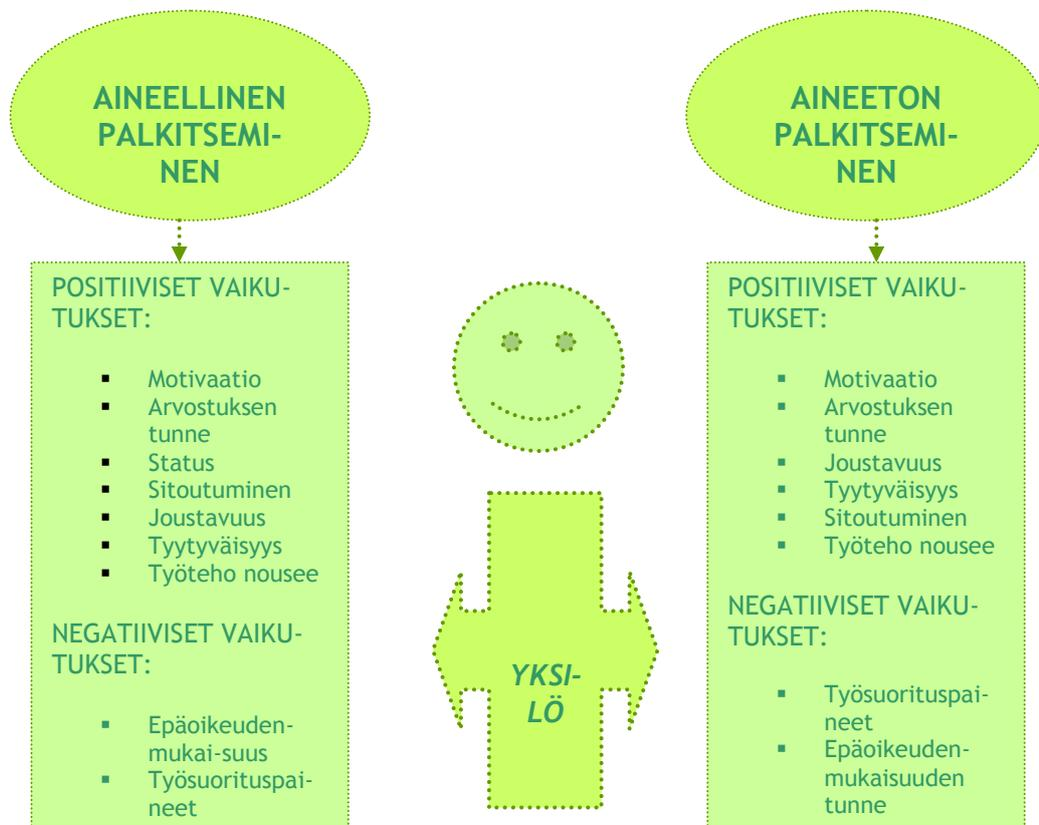 AINEELLINEN
PALKITSEMI-
NEN
POSITIIVISET VAIKU-
TUKSET:
▪ Motivaatio
▪ Arvostuksen
tunne
▪ Status
▪ Sitoutuminen
▪ Joustavuus
▪ Tyytyväisyys
▪ Työteho nousee
NEGATIIVISET VAIKU-
TUKSET:
▪ Epäoikeuden-
mukai-suus
▪ Työsuorituspai-
neet
YKSI-
LÖ
AINEETON
PALKITSEMI-
NEN
POSITIIVISET VAIKU-
TUKSET:
▪ Motivaatio
▪ Arvostuksen
tunne
▪ Joustavuus
▪ Tyytyväisyys
▪ Sitoutuminen
▪ Työteho nousee
NEGATIIVISET VAIKU-
TUKSET:
▪ Työsuorituspai-
neet
▪ Epäoikeuden-
mukaisuuden
tunne